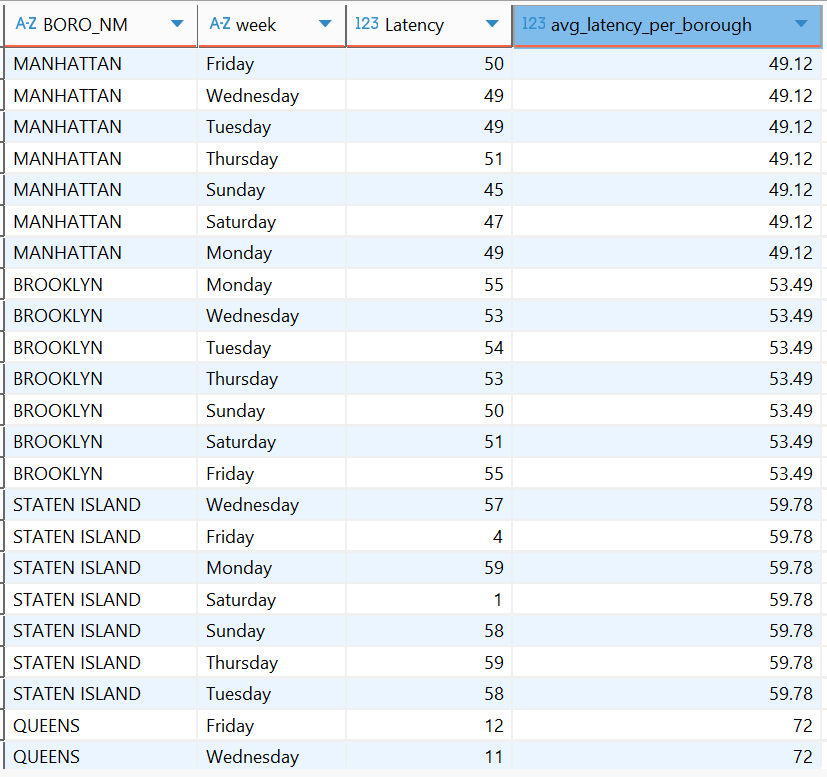 A-Z BORO_NM A-Z week 123 Latency 123 avg_latency_per_borough
MANHATTAN Friday 50 49.12
MANHATTAN Wednesday 49 49.12
MANHATTAN Tuesday 49 49.12
MANHATTAN Thursday 51 49.12
MANHATTAN Sunday 45 49.12
MANHATTAN Saturday 47 49.12
MANHATTAN Monday 49 49.12
BROOKLYN Monday 55 53.49
BROOKLYN Wednesday 53 53.49
BROOKLYN Tuesday 54 53.49
BROOKLYN Thursday 53 53.49
BROOKLYN Sunday 50 53.49
BROOKLYN Saturday 51 53.49
BROOKLYN Friday 55 53.49
STATEN ISLAND Wednesday 57 59.78
STATEN ISLAND Friday 4 59.78
STATEN ISLAND Monday 59 59.78
STATEN ISLAND Saturday 1 59.78
STATEN ISLAND Sunday 58 59.78
STATEN ISLAND Thursday 59 59.78
STATEN ISLAND Tuesday 58 59.78
QUEENS Friday 12 72
QUEENS Wednesday 11 72